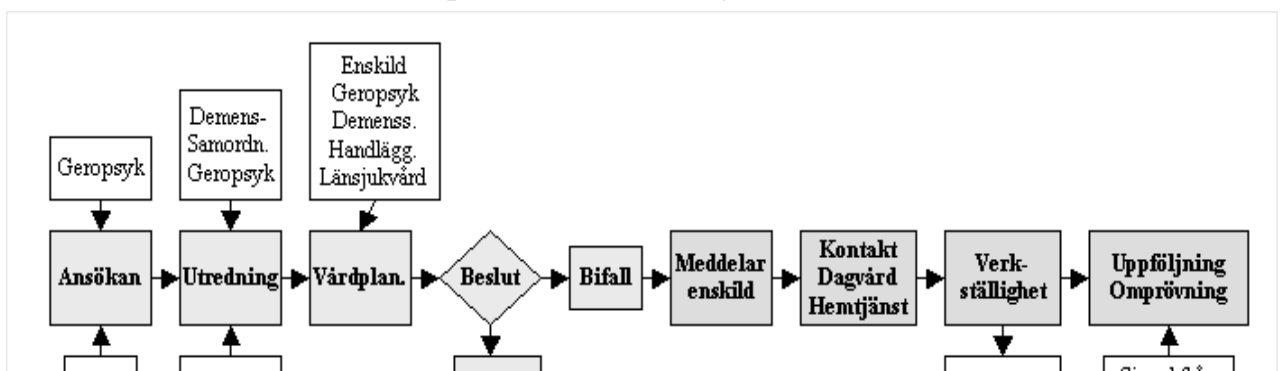 Enskild
Geropsyk
Demenss.
Handlägg.
Länsjukvård
Demens-
Samordn.
Geropsyk
Geropsyk
Ansökan
Utredning
Vårdplan.
Beslut
Bifall
Meddelar
enskild
Kontakt
Dagvård
Hemtjänst
Verk-
ställighet
Uppföljning
Omprövning